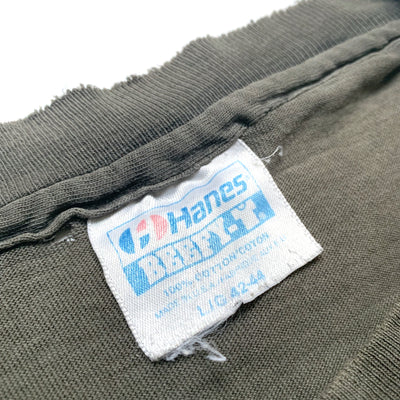 Hanes
BEEFY-T
100% COTTON COTON
MADE IN U.S.A.
L/G 42-44